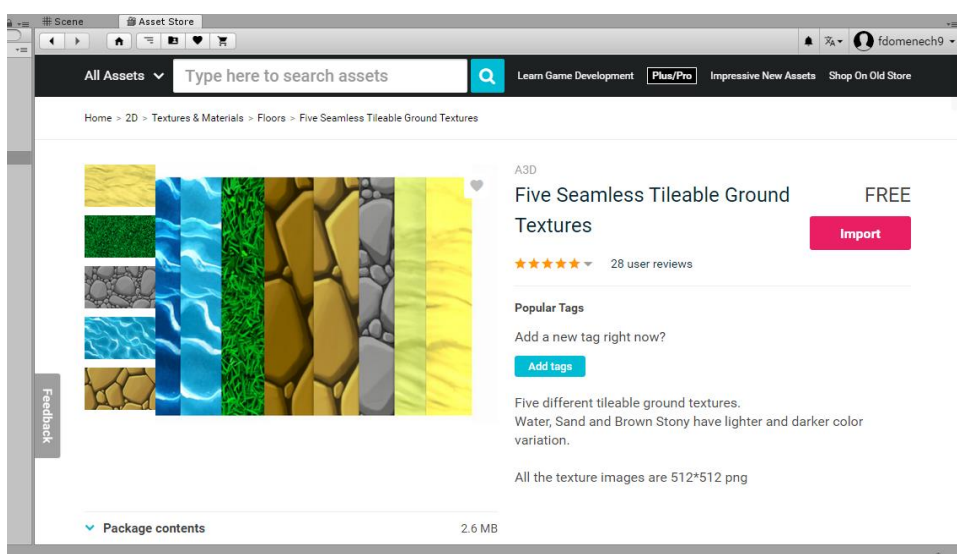 Scene
Asset Store
fdomenech9
All Assets
Type here to search assets
Learn Game Development
Plus/Pro
Impressive New Assets
Shop On Old Store
Home > 2D > Textures & Materials > Floors > Five Seamless Tileable Ground Textures
A3D
Five Seamless Tileable Ground
Textures
FREE
Import
28 user reviews
Popular Tags
Add a new tag right now?
Add tags
Five different tileable ground textures.
Water, Sand and Brown Stony have lighter and darker color
variation.
All the texture images are 512*512 png
Feedback
Package contents
2.6 MB